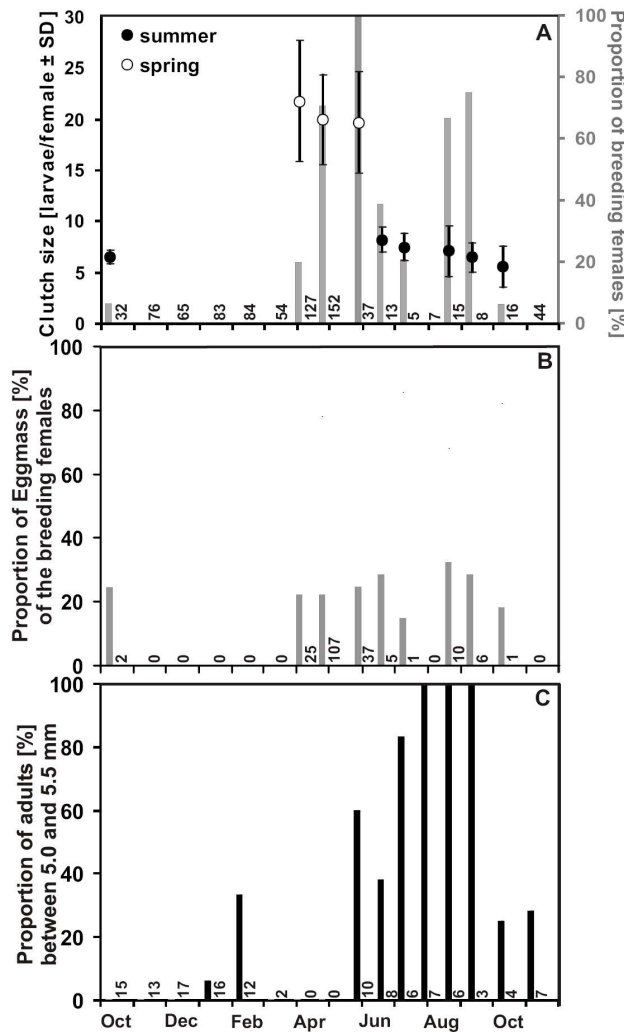 A
summer
spring
Clutch size [larvae/female ± SD]
Proportion of breeding females [%]
30
25
20
15
10
5
0
100
80
60
40
20
0
32 76 65 83 84 54 127 152 37 13 5 7 15 8 16 44
B
Proportion of Eggmass [%]
of the breeding females
100
80
60
40
20
0
2 0 0 0 0 0 25 107 37 5 1 0 10 6 1 0
C
Proportion of adults [%]
between 5.0 and 5.5 mm
100
80
60
40
20
0
15 13 17 16 12 2 0 0 10 8 6 7 6 3 4 7
Oct Dec Feb Apr Jun Aug Oct